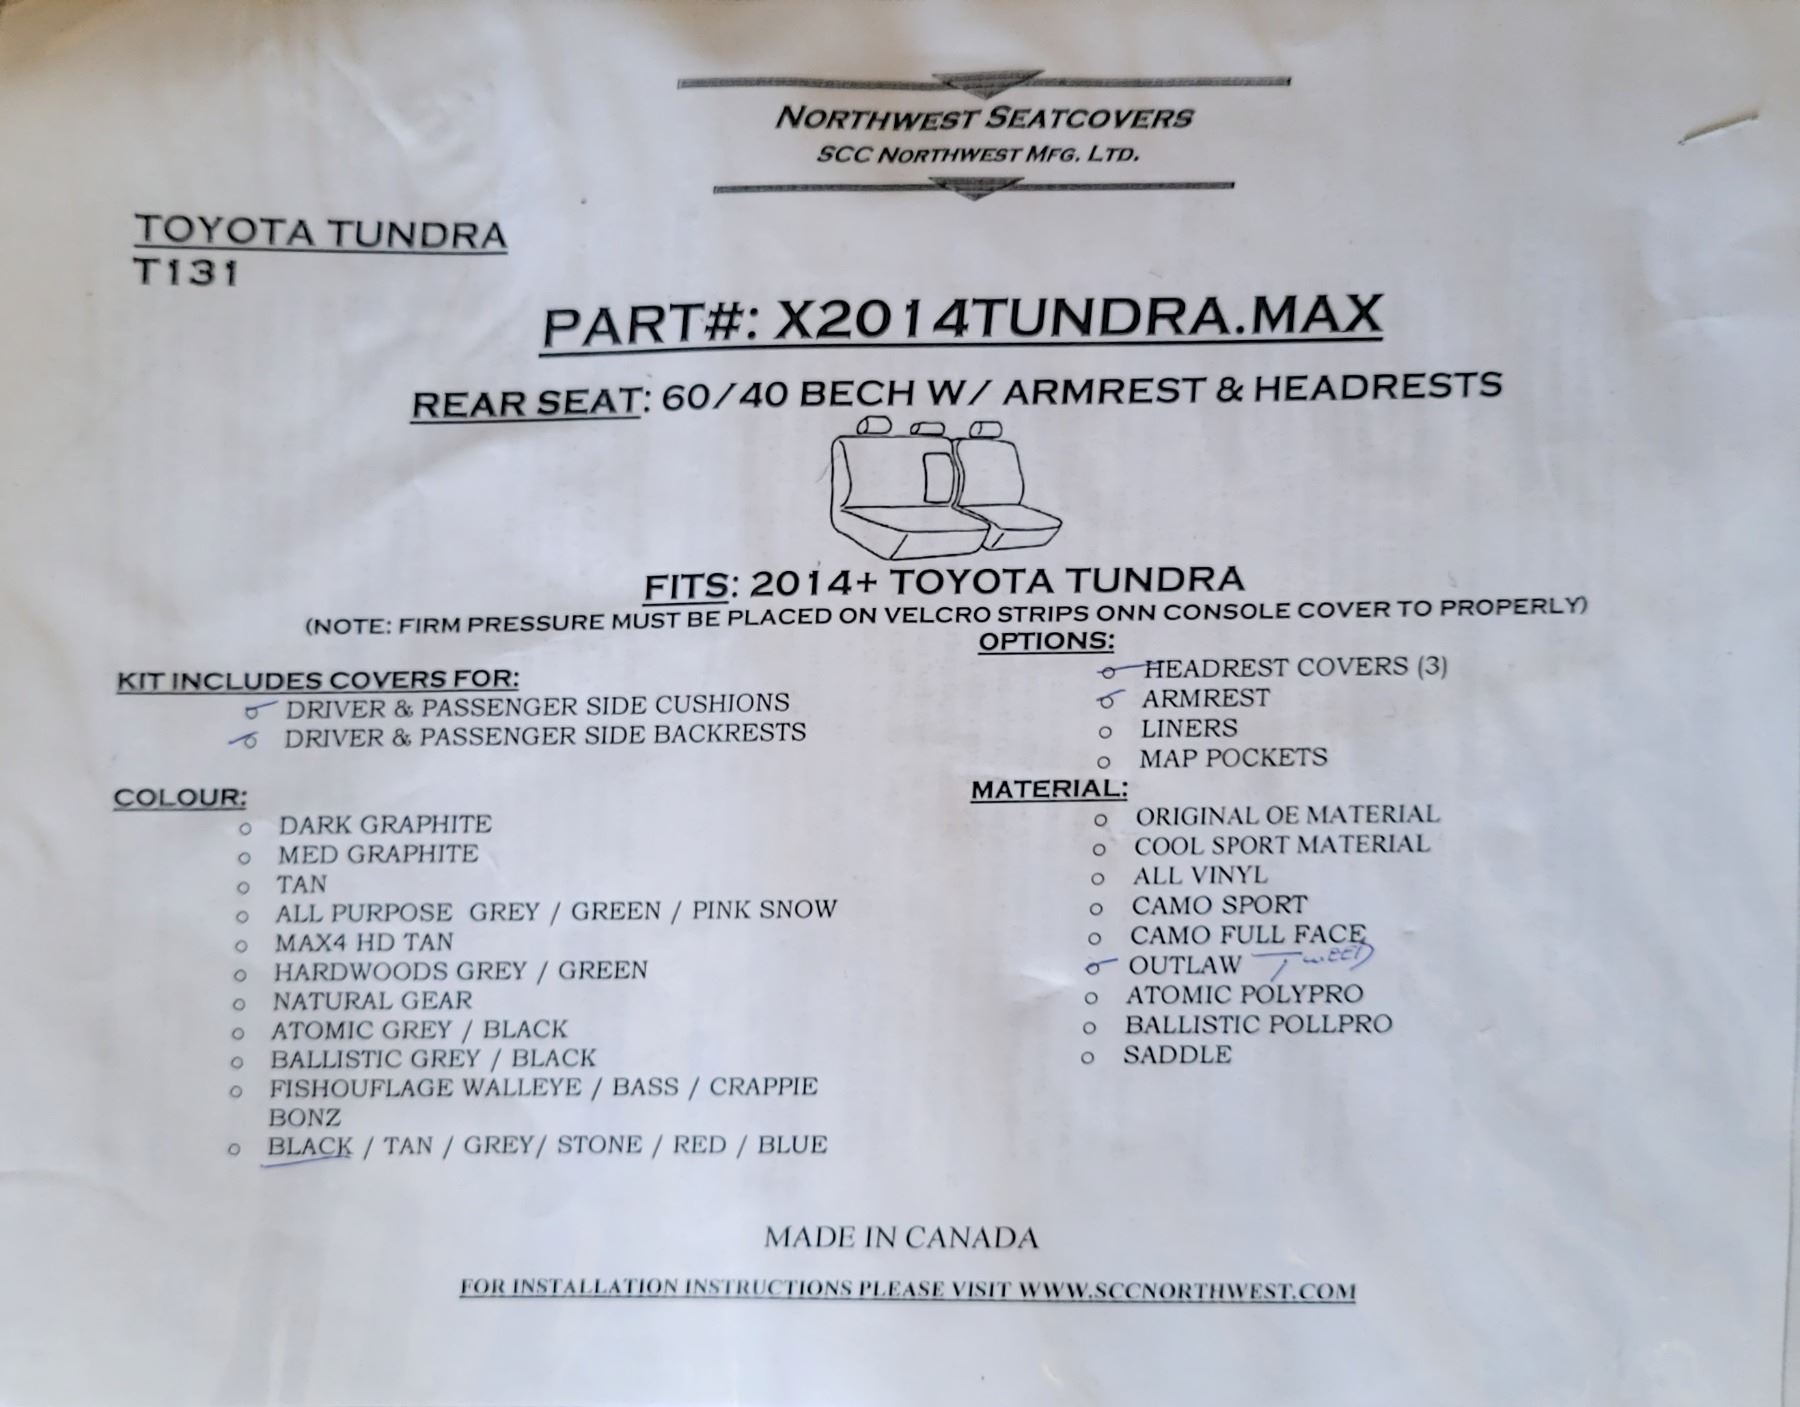 NORTHWEST SEATCOVERS
SCC NORTHWEST MFG. LTD.
TOYOTA TUNDRA
T131
PART#: X2014TUNDRA.MAX
REAR SEAT: 60/40 BECH W/ ARMREST & HEADRESTS
FITS: 2014+ TOYOTA TUNDRA
(NOTE: FIRM PRESSURE MUST BE PLACED ON VELCRO STRIPS ONN CONSOLE COVER TO PROPERLY)
KIT INCLUDES COVERS FOR:
DRIVER & PASSENGER SIDE CUSHIONS
DRIVER & PASSENGER SIDE BACKRESTS
OPTIONS:
HEADREST COVERS (3)
ARMREST
LINERS
MAP POCKETS
COLOUR:
DARK GRAPHITE
MED GRAPHITE
TAN
ALL PURPOSE GREY / GREEN / PINK SNOW
MAX4 HD TAN
HARDWOODS GREY / GREEN
NATURAL GEAR
ATOMIC GREY / BLACK
BALLISTIC GREY / BLACK
FISHOUFLAGE WALLEYE / BASS / CRAPPIE
BONZ
BLACK / TAN / GREY/ STONE / RED / BLUE
MATERIAL:
ORIGINAL OE MATERIAL
COOL SPORT MATERIAL
ALL VINYL
CAMO SPORT
CAMO FULL FACE
OUTLAW TWEED
ATOMIC POLYPRO
BALLISTIC POLLPRO
SADDLE
MADE IN CANADA
FOR INSTALLATION INSTRUCTIONS PLEASE VISIT WWW.SCCNORTHWEST.COM